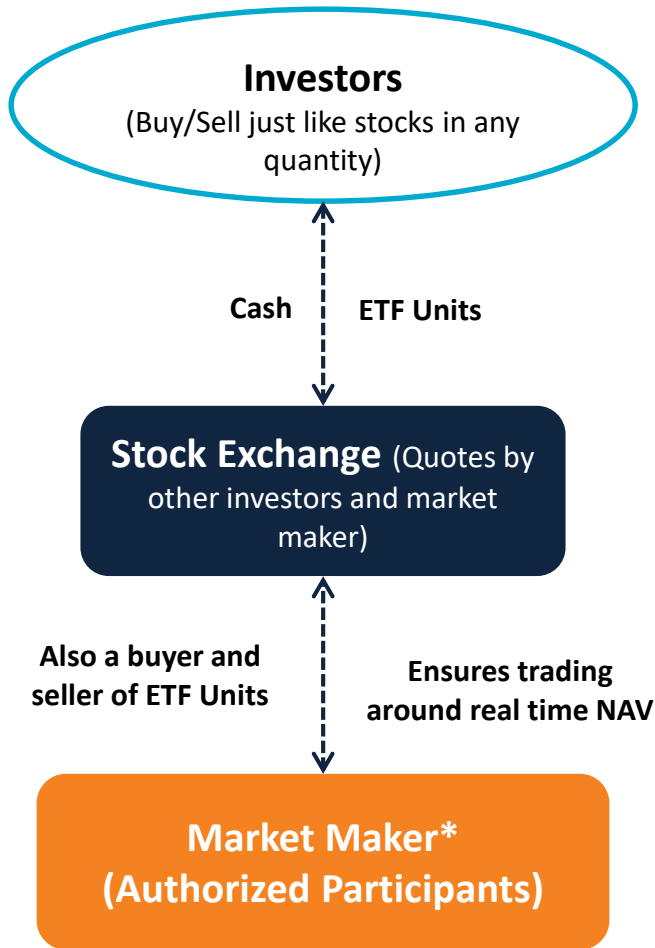 Investors
(Buy/Sell just like stocks in any
quantity)
Cash
ETF Units
Stock Exchange (Quotes by
other investors and market
maker)
Also a buyer and
seller of ETF Units
Ensures trading
around real time NAV
Market Maker*
(Authorized Participants)